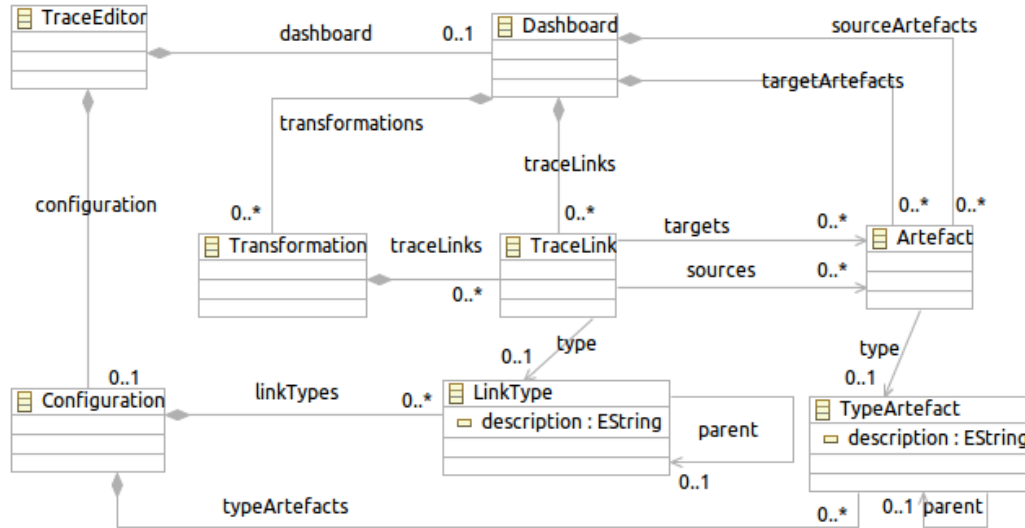 TraceEditor
dashboard
0..1
Dashboard
sourceArtefacts
targetArtefacts
transformations
traceLinks
configuration
0..*
0..*
0..*
0..*
Transformation
traceLinks
0..*
TraceLink
targets
0..*
sources
0..*
Artefact
type
0..1
type
0..1
0..1
Configuration
linkTypes
0..*
LinkType
description : EString
parent
0..1
TypeArtefact
description : EString
typeArtefacts
0..*
0..1
parent